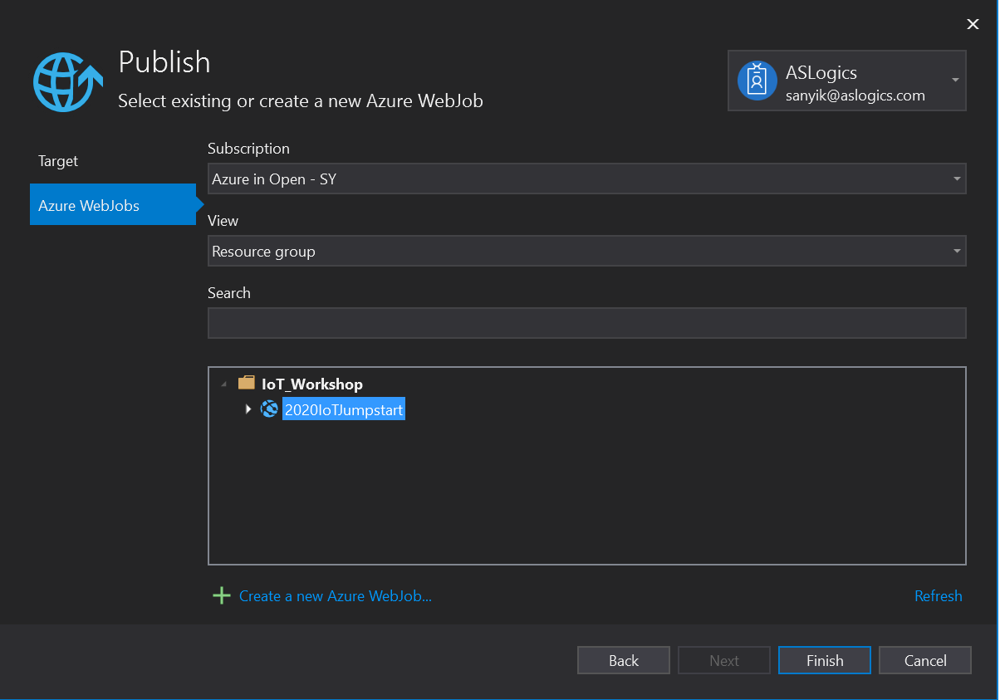 Publish
Select existing or create a new Azure WebJob
ASLogics
sanyik@aslogics.com
Target
Azure WebJobs
Subscription
Azure in Open - SY
View
Resource group
Search
IoT_Workshop
2020IoTJumpstart
Create a new Azure WebJob...
Refresh
Back
Next
Finish
Cancel